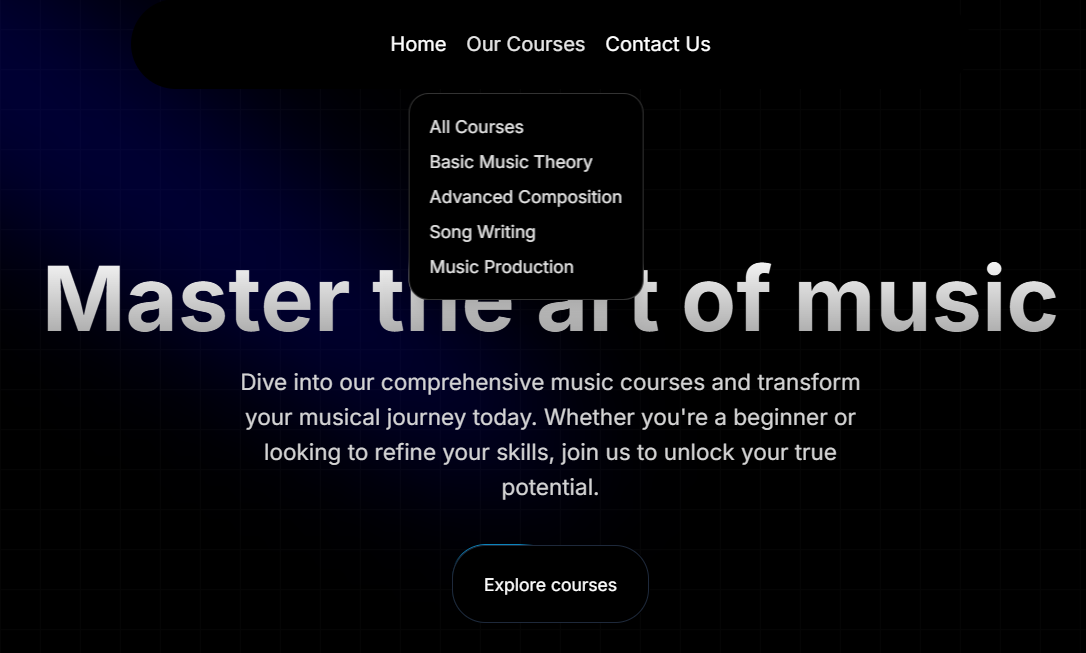 Home Our Courses Contact Us
All Courses
Basic Music Theory
Advanced Composition
Song Writing
Music Production
Master the art of music
Dive into our comprehensive music courses and transform
your musical journey today. Whether you're a beginner or
looking to refine your skills, join us to unlock your true
potential.
Explore courses